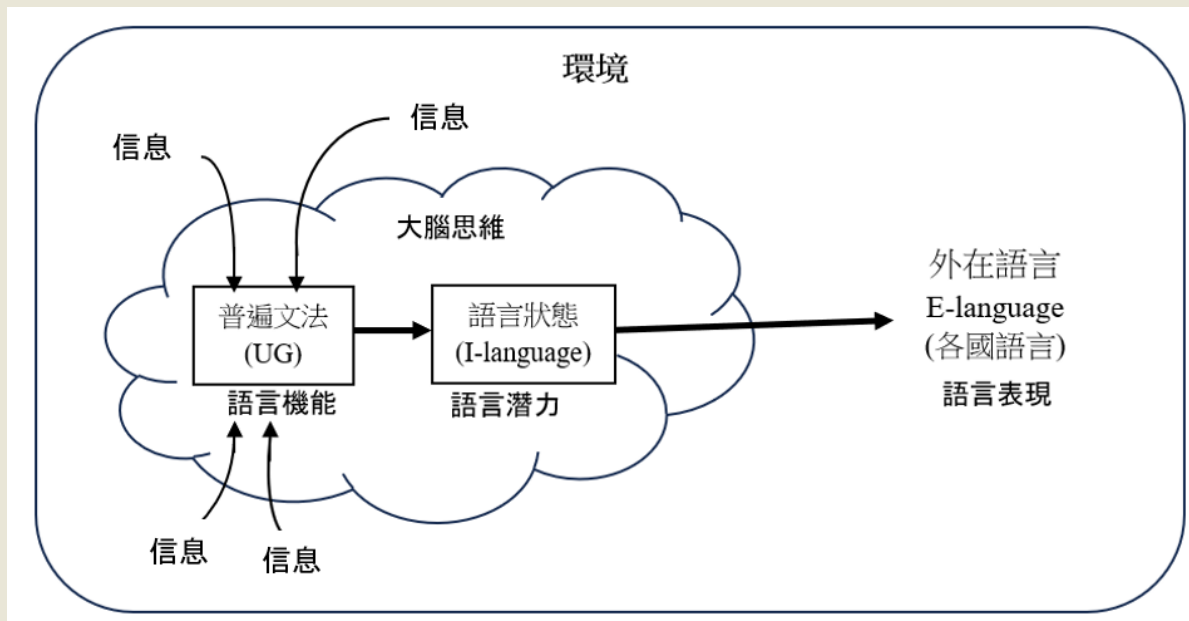 環境
信息
信息
大腦思維
普遍文法
(UG)
語言機能
語言狀態
(I-language)
語言潛力
外在語言
E-language
(各國語言)
語言表現
信息
信息